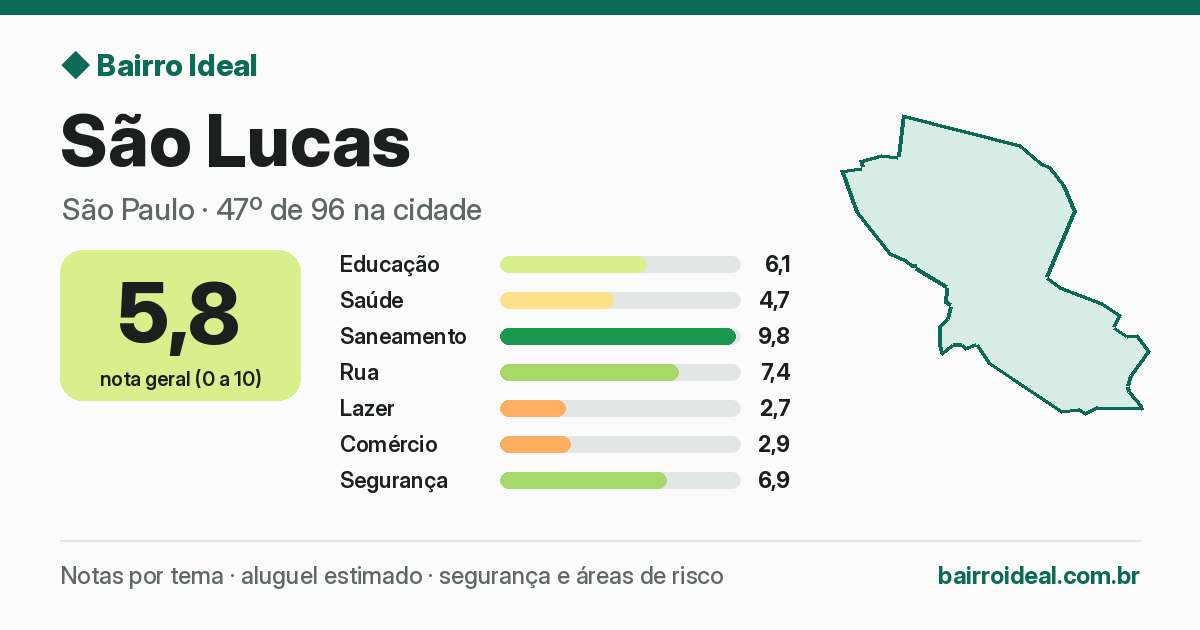 Bairro Ideal
São Lucas
São Paulo · 47º de 96 na cidade
5,8
nota geral (0 a 10)
Educação 6,1
Saúde 4,7
Saneamento 9,8
Rua 7,4
Lazer 2,7
Comércio 2,9
Segurança 6,9
Notas por tema · aluguel estimado · segurança e áreas de risco
bairroideal.com.br